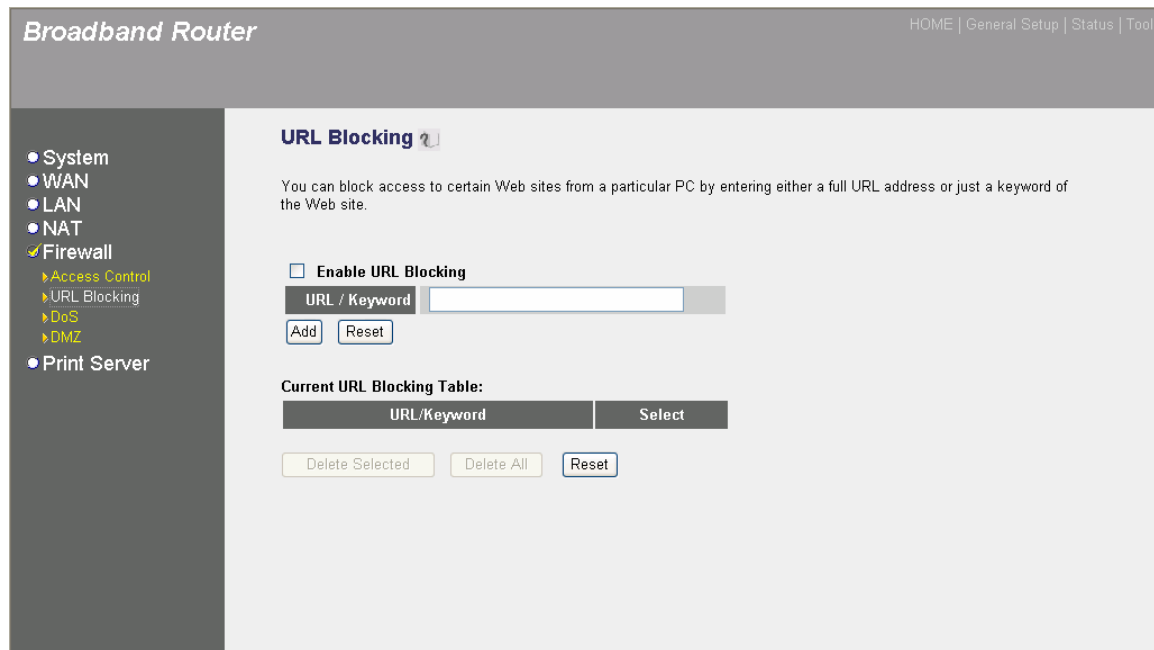 Broadband Router
HOME | General Setup | Status | Tool
System
WAN
LAN
NAT
Firewall
Access Control
URL Blocking
DoS
DMZ
Print Server
URL Blocking
You can block access to certain Web sites from a particular PC by entering either a full URL address or just a keyword of
the Web site.
Enable URL Blocking
URL / Keyword
Add Reset
Current URL Blocking Table:
URL/Keyword Select
Delete Selected Delete All Reset